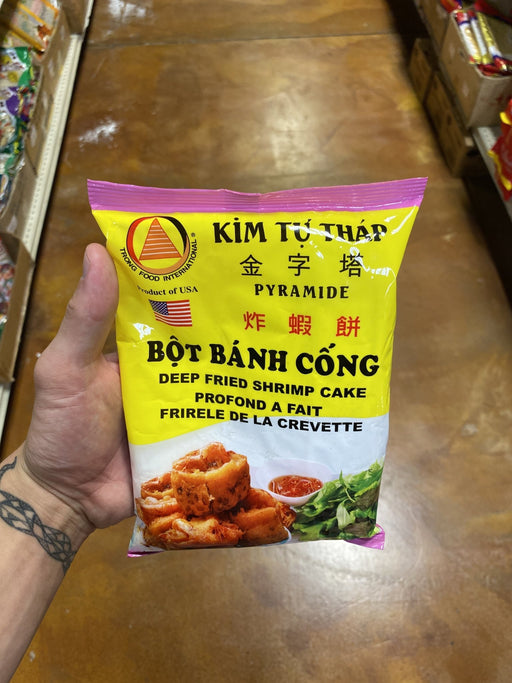 KIM TỰ THÁP
金字塔
PYRAMIDE
TRONG FOOD INTERNATIONAL ®
Product of USA
炸蝦餅
BỘT BÁNH CỐNG
DEEP FRIED SHRIMP CAKE
PROFOND A FAIT
FRIRELE DE LA CREVETTE